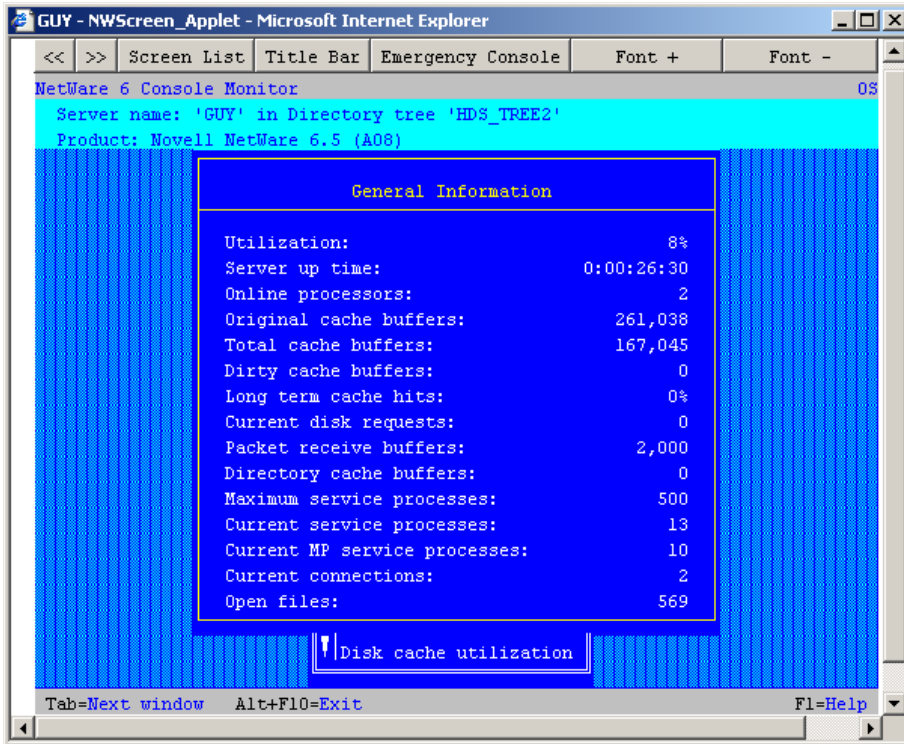 GUY - NWScreen_Applet - Microsoft Internet Explorer
<< >> Screen List Title Bar Emergency Console Font + Font -
NetWare 6 Console Monitor OS
Server name: 'GUY' in Directory tree 'HDS_TREE2'
Product: Novell NetWare 6.5 (A08)
General Information
Utilization: 8%
Server up time: 0:00:26:30
Online processors: 2
Original cache buffers: 261,038
Total cache buffers: 167,045
Dirty cache buffers: 0
Long term cache hits: 0%
Current disk requests: 0
Packet receive buffers: 2,000
Directory cache buffers: 0
Maximum service processes: 500
Current service processes: 13
Current MP service processes: 10
Current connections: 2
Open files: 569
Disk cache utilization
Tab=Next window Alt+F10=Exit F1=Help